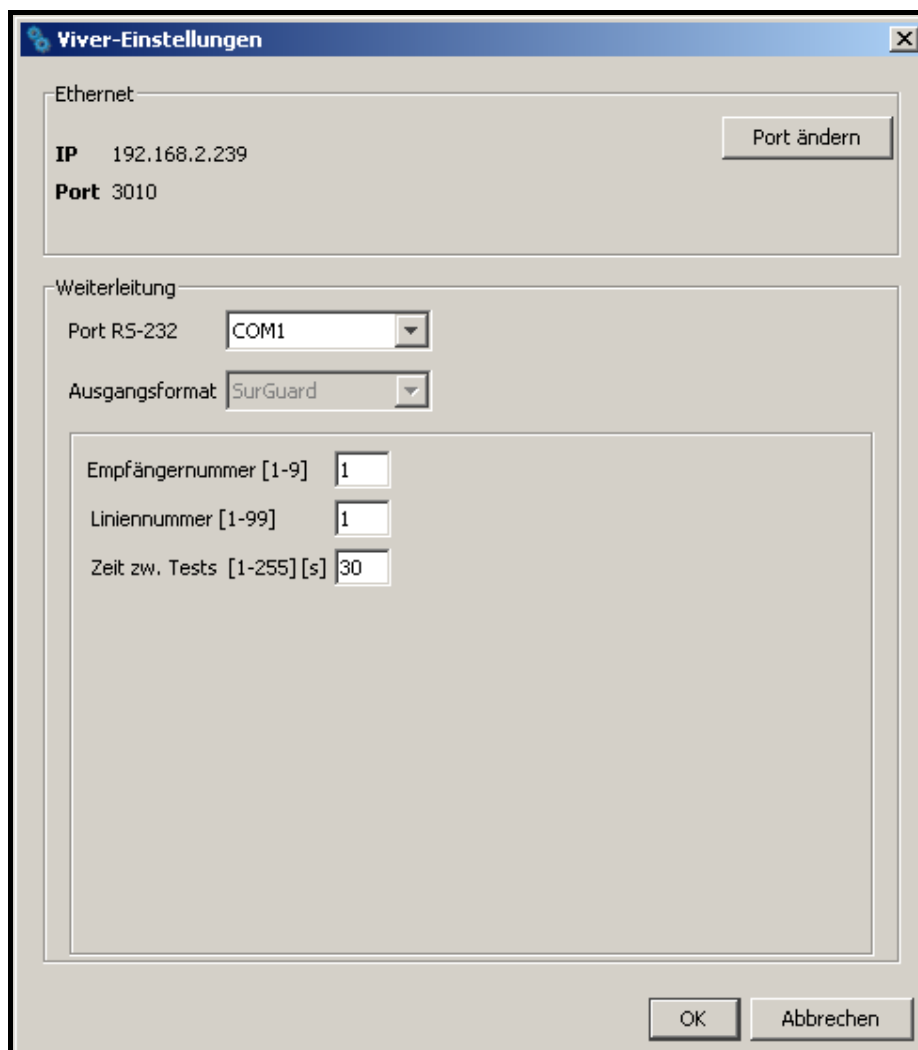 Viver-Einstellungen
Ethernet
IP 192.168.2.239
Port ändern
Port 3010
Weiterleitung
Port RS-232 COM1
Ausgangsformat SurGuard
Empfängernummer [1-9] 1
Liniennummer [1-99] 1
Zeit zw. Tests [1-255] [s] 30
OK Abbrechen